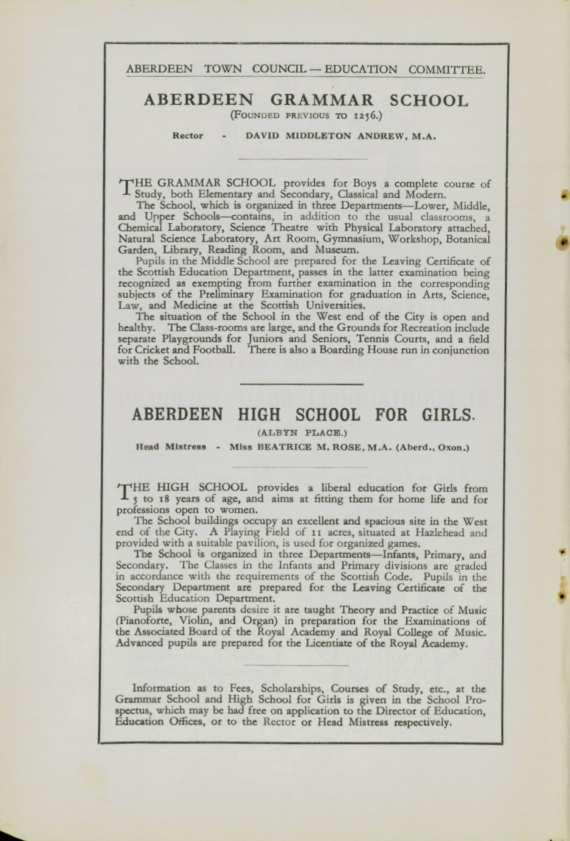 ABERDEEN TOWN COUNCIL — EDUCATION COMMITTEE.
ABERDEEN GRAMMAR SCHOOL
(FOUNDED PREVIOUS TO 1256.)
Rector - DAVID MIDDLETON ANDREW, M.A.
THE GRAMMAR SCHOOL provides for Boys a complete course of
Study, both Elementary and Secondary, Classical and Modern.
The School, which is organized in three Departments—Lower, Middle,
and Upper Schools—contains, in addition to the usual classrooms, a
Chemical Laboratory, Science Theatre with Physical Laboratory attached,
Natural Science Laboratory, Art Room, Gymnasium, Workshop, Botanical
Garden, Library, Reading Room, and Museum.
Pupils in the Middle School are prepared for the Leaving Certificate of
the Scottish Education Department, passes in the latter examination being
recognized as exempting from further examination in the corresponding
subjects of the Preliminary Examination for graduation in Arts, Science,
Law, and Medicine at the Scottish Universities.
The situation of the School in the West end of the City is open and
healthy. The Class-rooms are large, and the Grounds for Recreation include
separate Playgrounds for Juniors and Seniors, Tennis Courts, and a field
for Cricket and Football. There is also a Boarding House run in conjunction
with the School.
ABERDEEN HIGH SCHOOL FOR GIRLS.
(ALBYN PLACE.)
Head Mistress - Miss BEATRICE M. ROSE, M.A. (Aberd., Oxon.)
THE HIGH SCHOOL provides a liberal education for Girls from
5 to 18 years of age, and aims at fitting them for home life and for
professions open to women.
The School buildings occupy an excellent and spacious site in the West
end of the City. A Playing Field of 11 acres, situated at Hazlehead and
provided with a suitable pavilion, is used for organized games.
The School is organized in three Departments—Infants, Primary, and
Secondary. The Classes in the Infants and Primary divisions are graded
in accordance with the requirements of the Scottish Code. Pupils in the
Secondary Department are prepared for the Leaving Certificate of the
Scottish Education Department.
Pupils whose parents desire it are taught Theory and Practice of Music
(Pianoforte, Violin, and Organ) in preparation for the Examinations of
the Associated Board of the Royal Academy and Royal College of Music.
Advanced pupils are prepared for the Licentiate of the Royal Academy.
Information as to Fees, Scholarships, Courses of Study, etc., at the
Grammar School and High School for Girls is given in the School Pro-
spectus, which may be had free on application to the Director of Education,
Education Offices, or to the Rector or Head Mistress respectively.